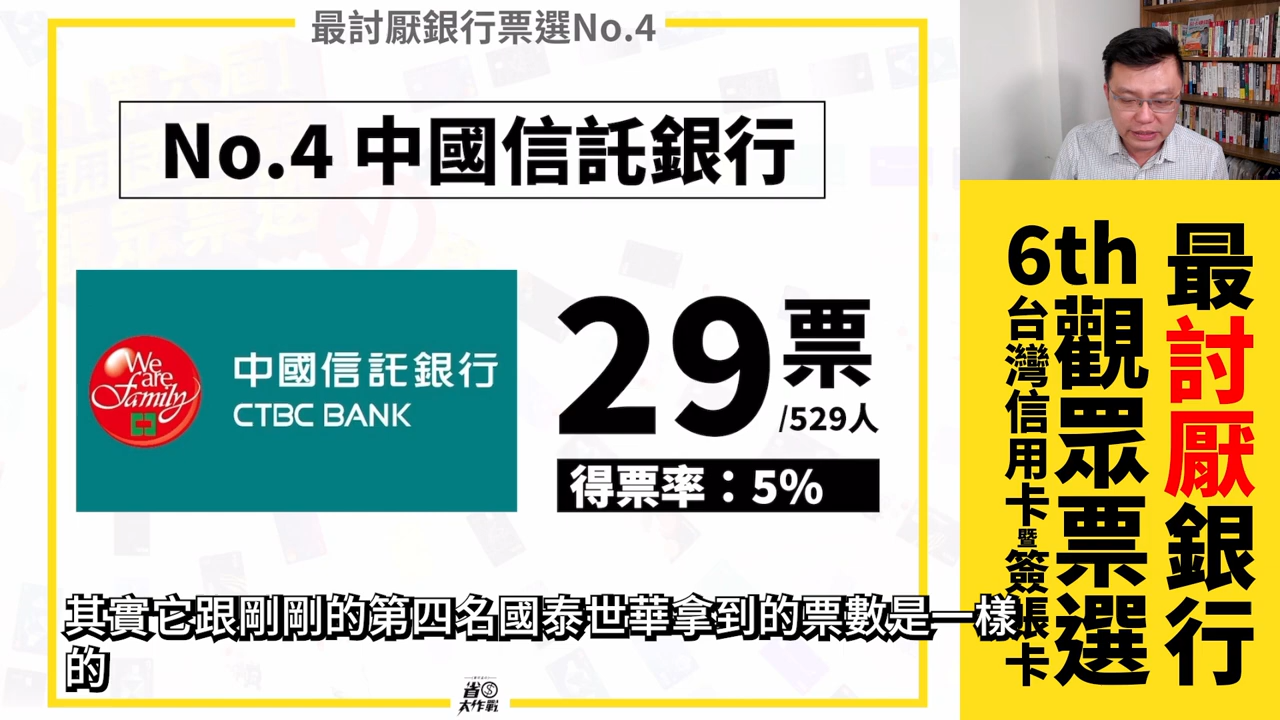 最討厭銀行票選No.4
No.4 中國信託銀行
We
are
Family
中國信託銀行
CTBC BANK
29票
/529人
得票率：5%
其實它跟剛剛的第四名國泰世華拿到的票數是一樣
的
省
大作戰
最討厭銀行
6th觀眾票選
台灣信用卡暨簽帳卡